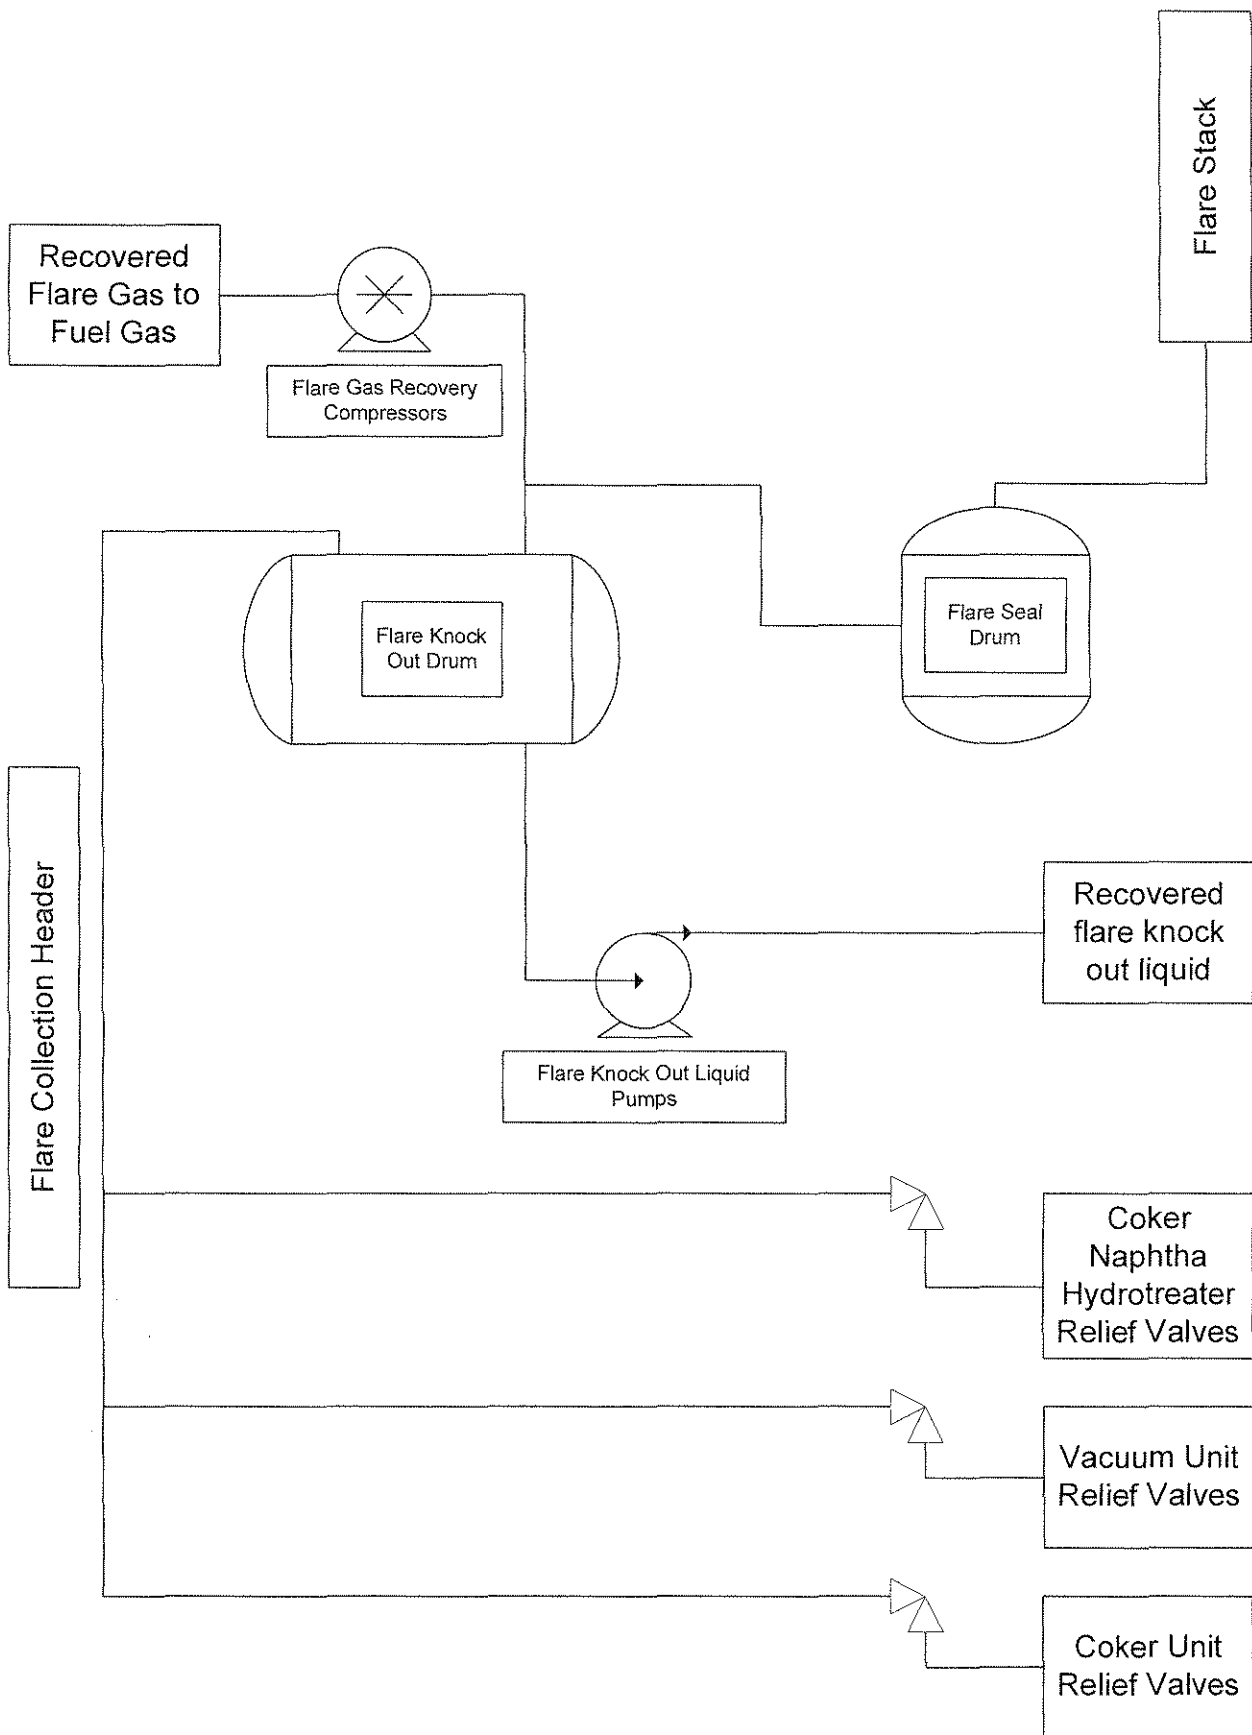 Flare Stack
Recovered
Flare Gas to
Fuel Gas
Flare Gas Recovery
Compressors
Flare Knock
Out Drum
Flare Seal
Drum
Flare Collection Header
Recovered
flare knock
out liquid
Flare Knock Out Liquid
Pumps
Coker
Naphtha
Hydrotreater
Relief Valves
Vacuum Unit
Relief Valves
Coker Unit
Relief Valves